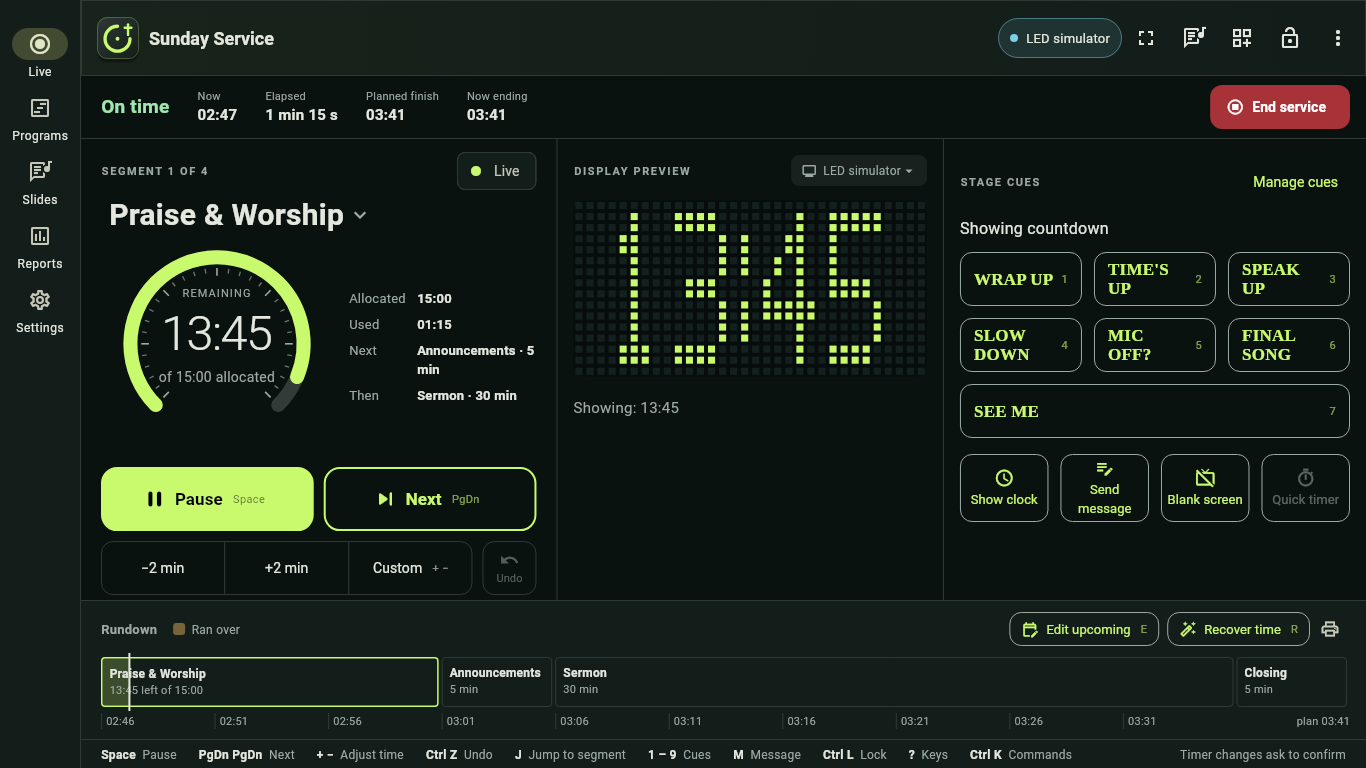 Sunday Service
LED simulator
Live
Programs
Slides
Reports
Settings
On time
Now
02:47
Elapsed
1 min 15 s
Planned finish
03:41
Now ending
03:41
End service
SEGMENT 1 OF 4
Live
Praise & Worship
REMAINING
13:45
of 15:00 allocated
Allocated 15:00
Used 01:15
Next Announcements · 5
min
Then Sermon · 30 min
Pause Space
Next PgDn
−2 min
+2 min
Custom + −
Undo
DISPLAY PREVIEW
LED simulator
13:45
Showing: 13:45
STAGE CUES
Manage cues
Showing countdown
WRAP UP 1
TIME'S
UP 2
SPEAK
UP 3
SLOW
DOWN 4
MIC
OFF? 5
FINAL
SONG 6
SEE ME 7
Show clock
Send
message
Blank screen
Quick timer
Rundown
Ran over
Edit upcoming E
Recover time R
Praise & Worship
13:45 left of 15:00
Announcements
5 min
Sermon
30 min
Closing
5 min
02:46 02:51 02:56 03:01 03:06 03:11 03:16 03:21 03:26 03:31 plan 03:41
Space Pause PgDn PgDn Next + − Adjust time Ctrl Z Undo J Jump to segment 1 – 9 Cues M Message Ctrl L Lock ? Keys Ctrl K Commands Timer changes ask to confirm